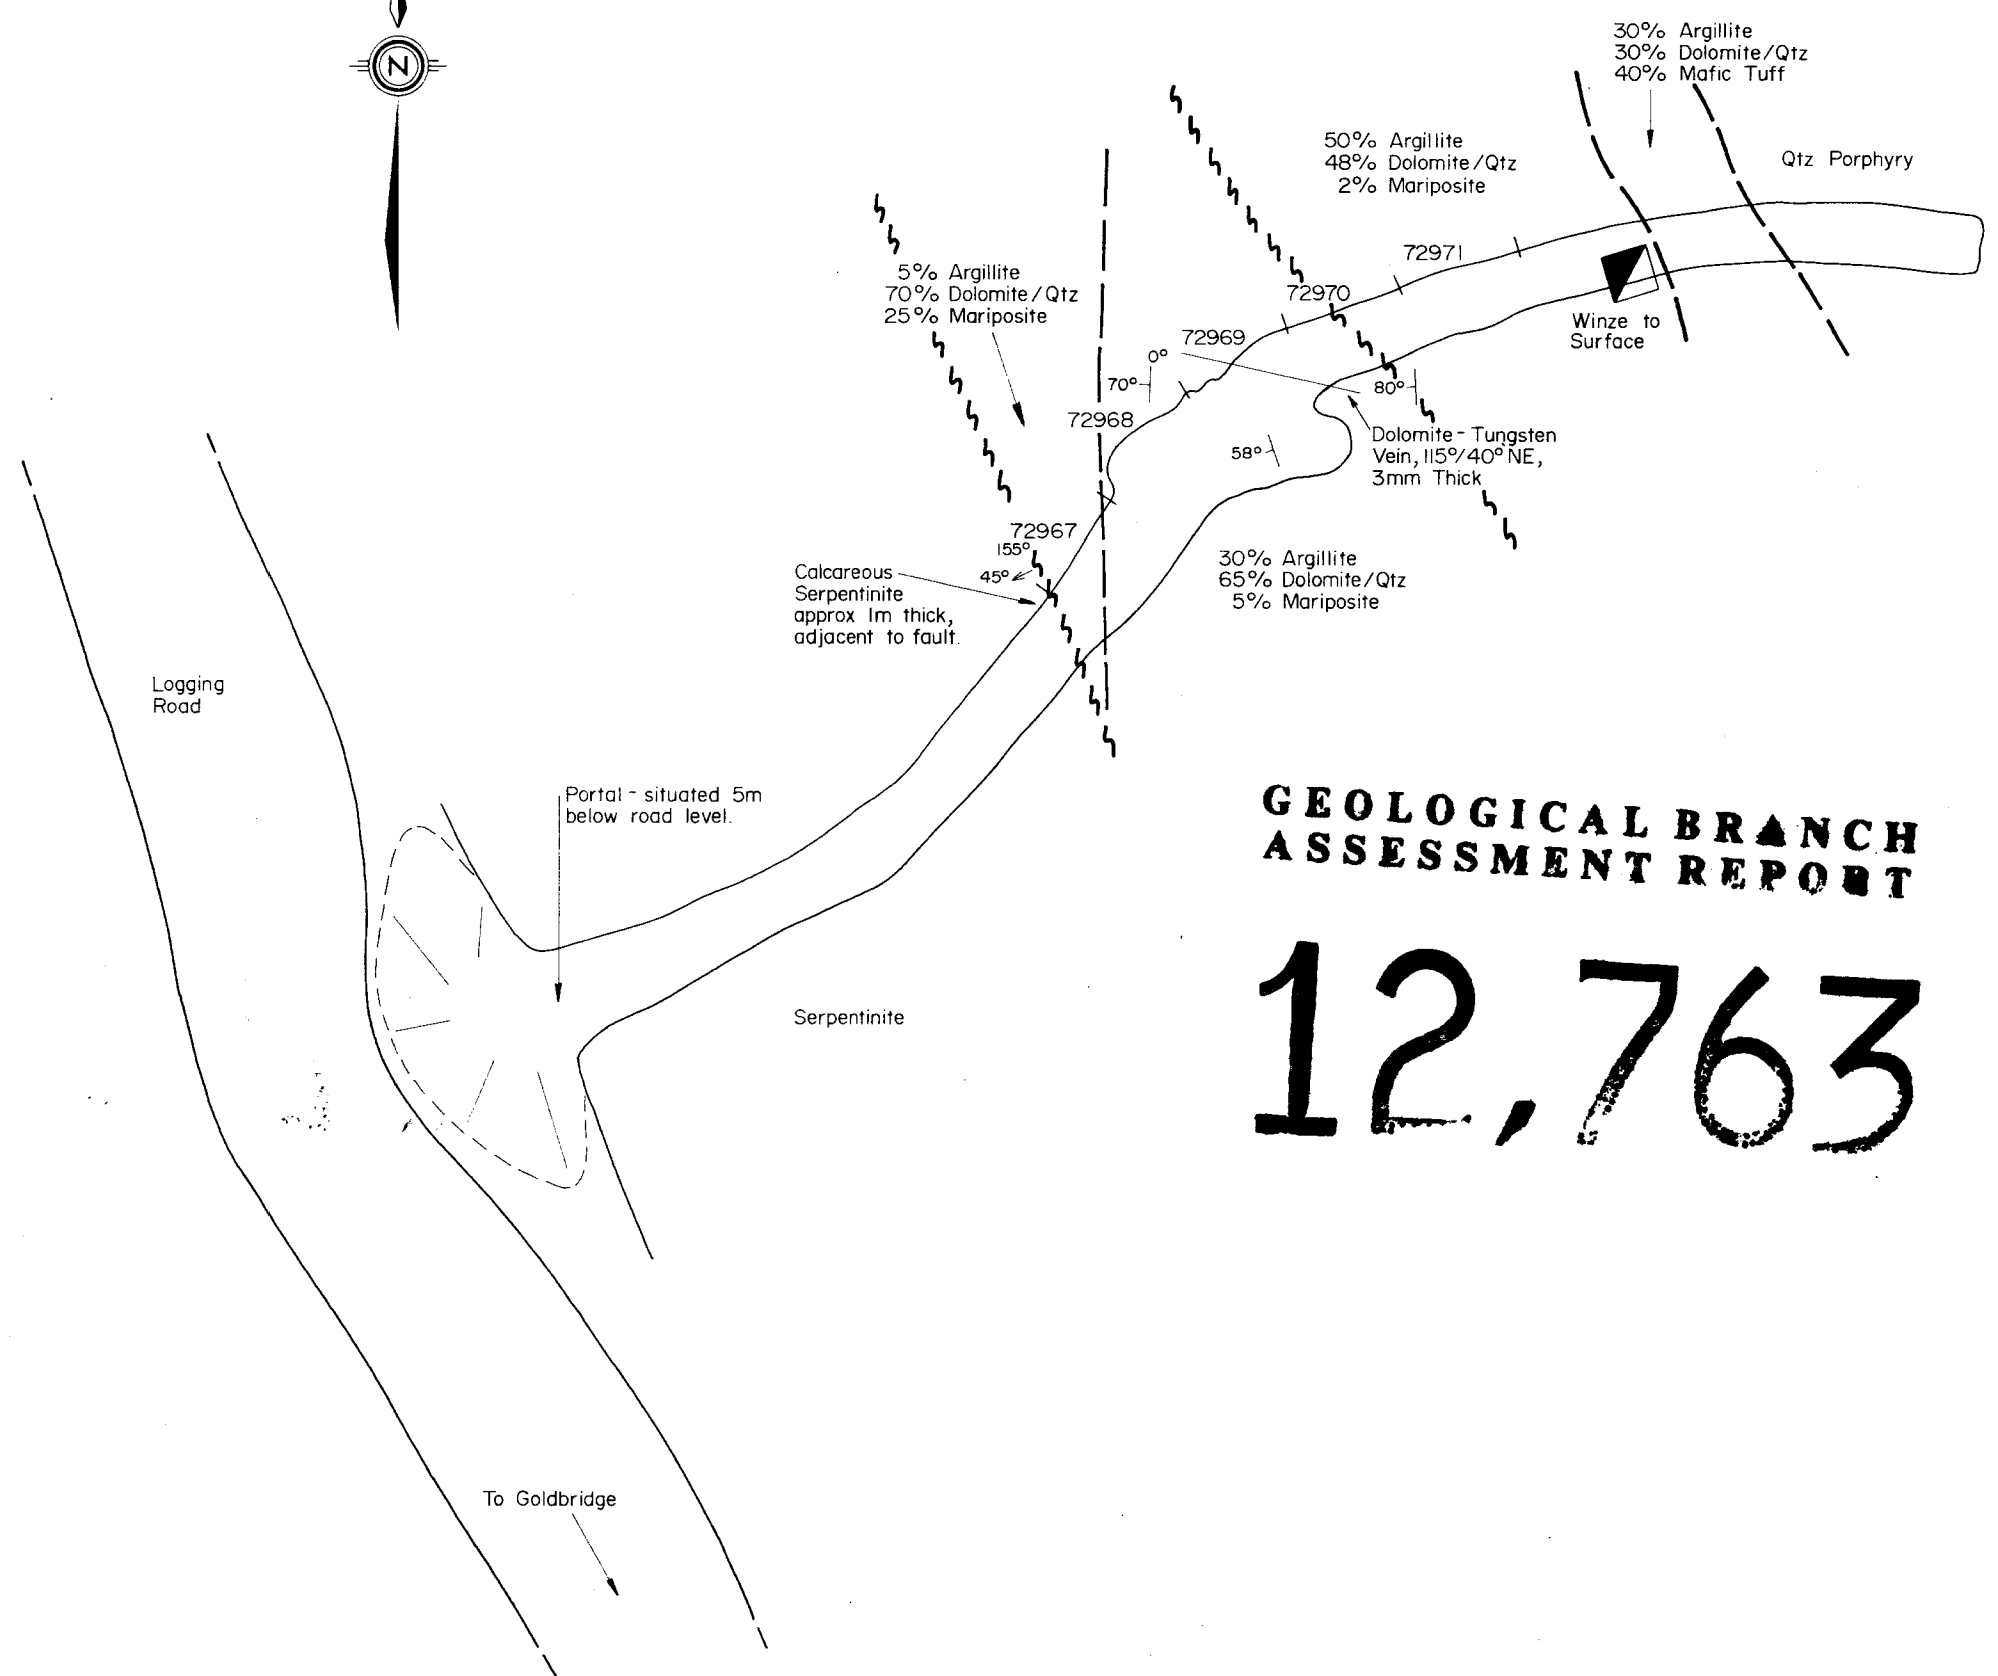 N
30% Argillite
30% Dolomite/Qtz
40% Mafic Tuff
50% Argillite
48% Dolomite/Qtz
2% Mariposite
Qtz Porphyry
5% Argillite
70% Dolomite/Qtz
25% Mariposite
72971
72970
72969
0°
70°
72968
80°
Winze to
Surface
58°
Dolomite - Tungsten
Vein, 115°/40° NE,
3mm Thick
72967
155°
45°
Calcareous
Serpentinite
approx 1m thick,
adjacent to fault.
30% Argillite
65% Dolomite/Qtz
5% Mariposite
Logging
Road
Portal - situated 5m
below road level.
GEOLOGICAL BRANCH
ASSESSMENT REPORT
12,763
Serpentinite
To Goldbridge